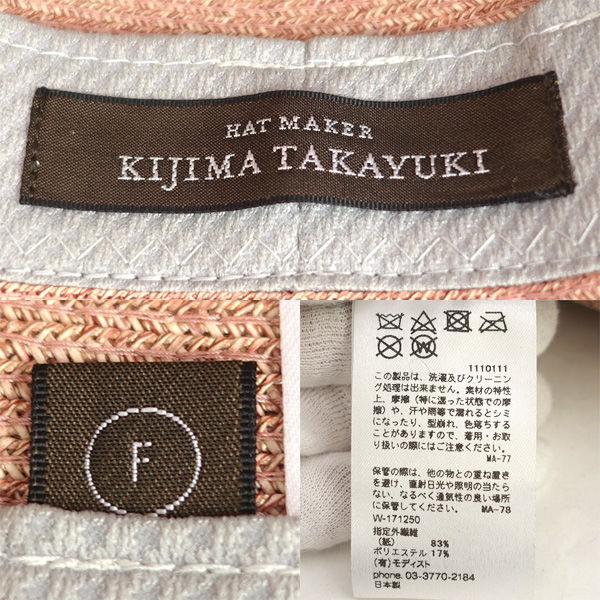 HAT MAKER
KIJIMA TAKAYUKI
F
W
1110111
この製品は、洗濯及びクリーニン
グ処理は出来ません。素材の特性
上、摩擦（特に湿った状態での摩
擦）や、汗や雨等で濡れるとシミ
になったり、型崩れ、色落ちする
ことがありますので、着用・お取
り扱いの際にはご注意ください。
MA-77
保管の際は、他の物との重ね置き
を避け、直射日光や照明の当たら
ない、なるべく通気性の良い場所
に保管してください。 MA-78
W-171250
指定外繊維
（紙） 83%
ポリエステル 17%
（有）モディスト
phone. 03-3770-2184
日本製